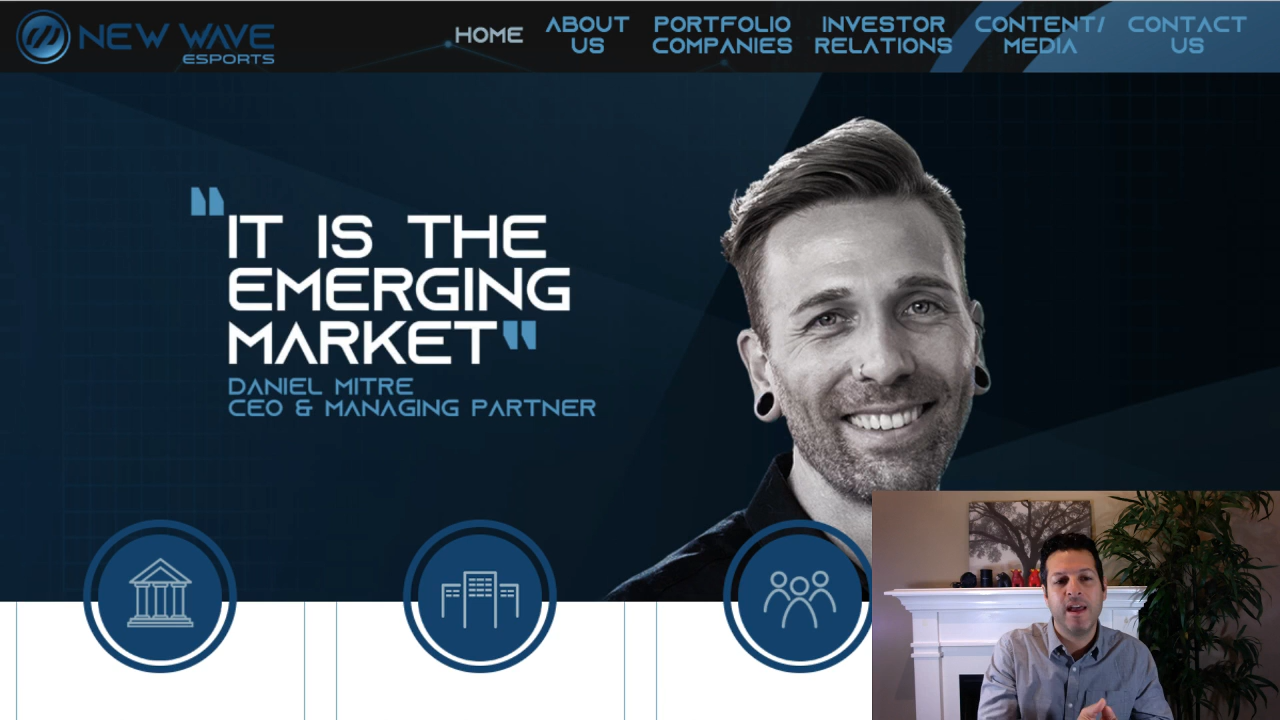 NEW WAVE
ESPORTS
HOME
ABOUT
US
PORTFOLIO
COMPANIES
INVESTOR
RELATIONS
CONTENT/
MEDIA
CONTACT
US
"IT IS THE
EMERGING
MARKET"
DANIEL MITRE
CEO & MANAGING PARTNER